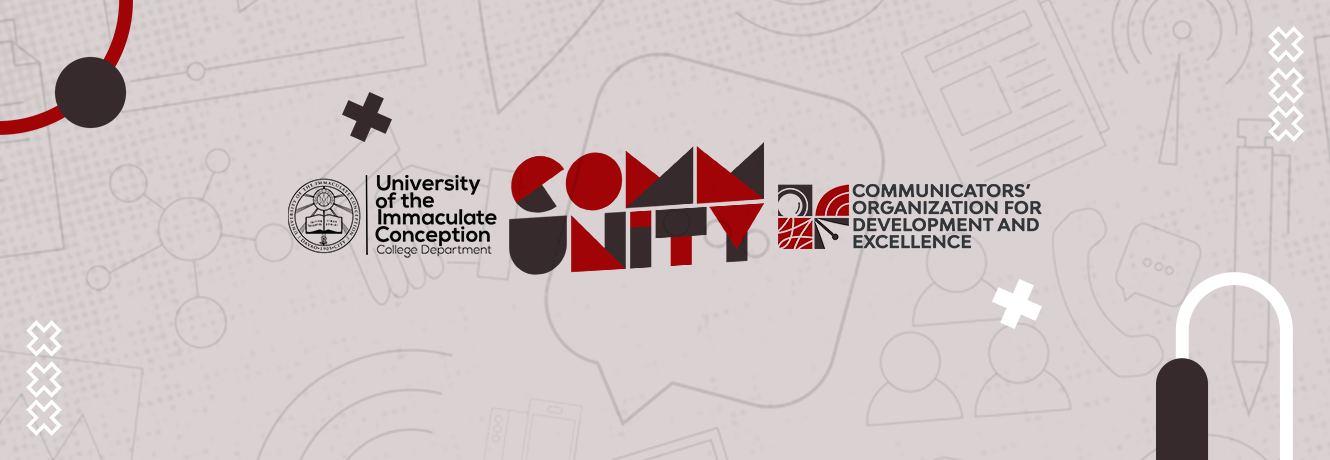 University
of the
Immaculate
Conception
College Department
COMM
UNITY
COMMUNICATORS'
ORGANIZATION FOR
DEVELOPMENT AND
EXCELLENCE